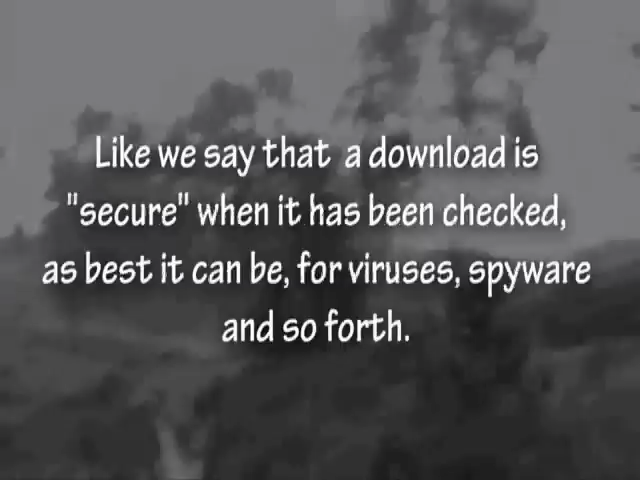 Like we say that a download is
"secure" when it has been checked,
as best it can be, for viruses, spyware
and so forth.